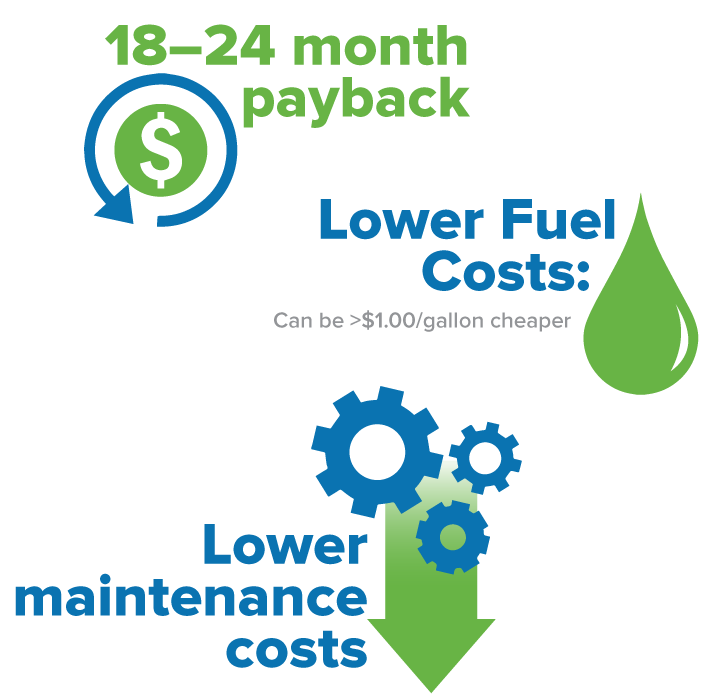 18–24 month
payback
$
Lower Fuel
Costs:
Can be >$1.00/gallon cheaper
Lower
maintenance
costs